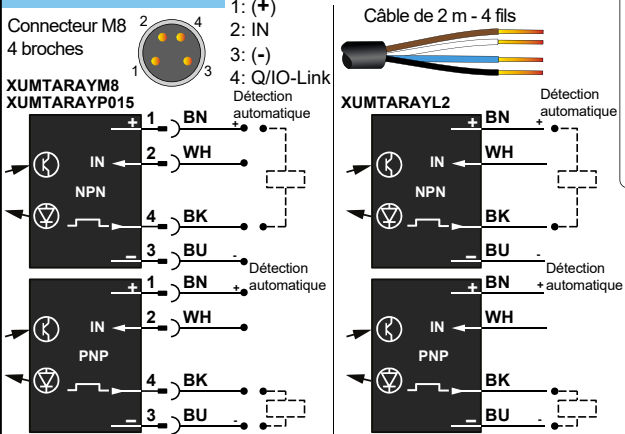 Connecteur M8
4 broches
2
4
1
3
1: (+)
2: IN
3: (-)
4: Q/IO-Link
XUMTARAYM8
XUMTARAYP015
Détection
automatique
+
1
BN
+
IN
2
WH
NPN
4
BK
–
3
BU
-
Détection
automatique
+
1
BN
+
IN
2
WH
PNP
4
BK
–
3
BU
-
Câble de 2 m - 4 fils
XUMTARAYL2
Détection
automatique
+
BN
+
IN
WH
NPN
BK
–
BU
-
Détection
automatique
+
BN
+
IN
WH
PNP
BK
–
BU
-